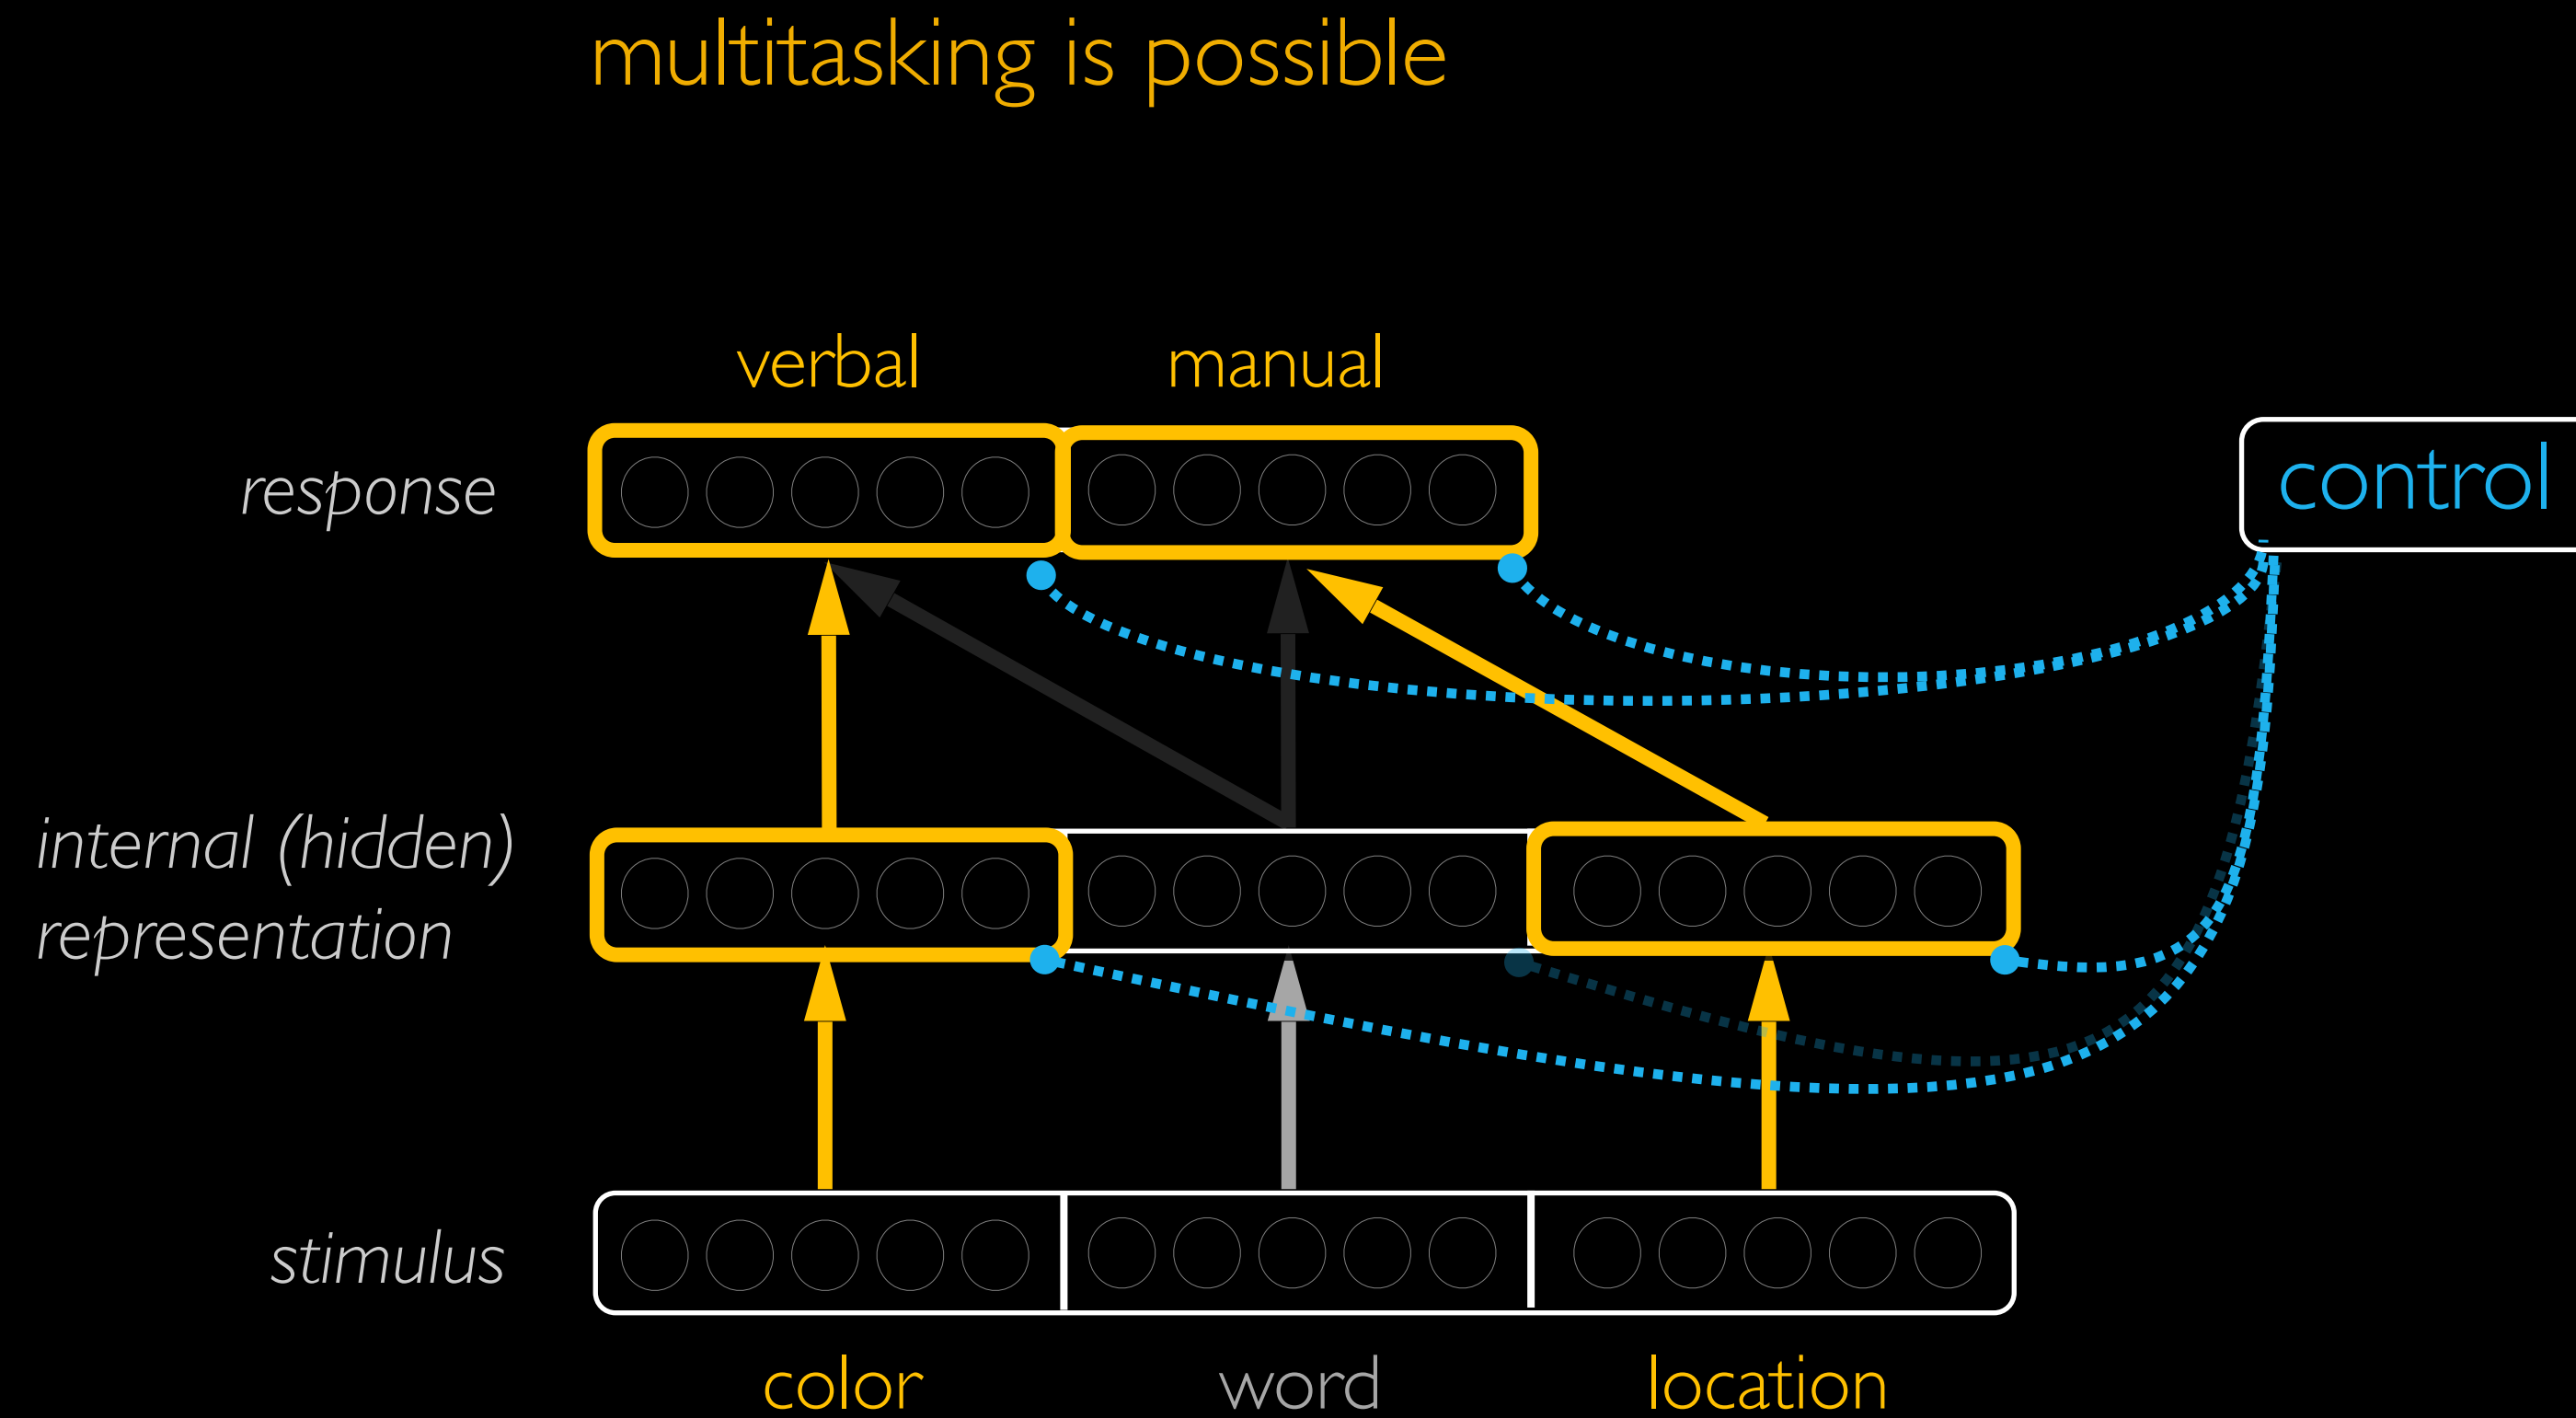 multitasking is possible
verbal
manual
response
control
internal (hidden)
representation
stimulus
color
word
location